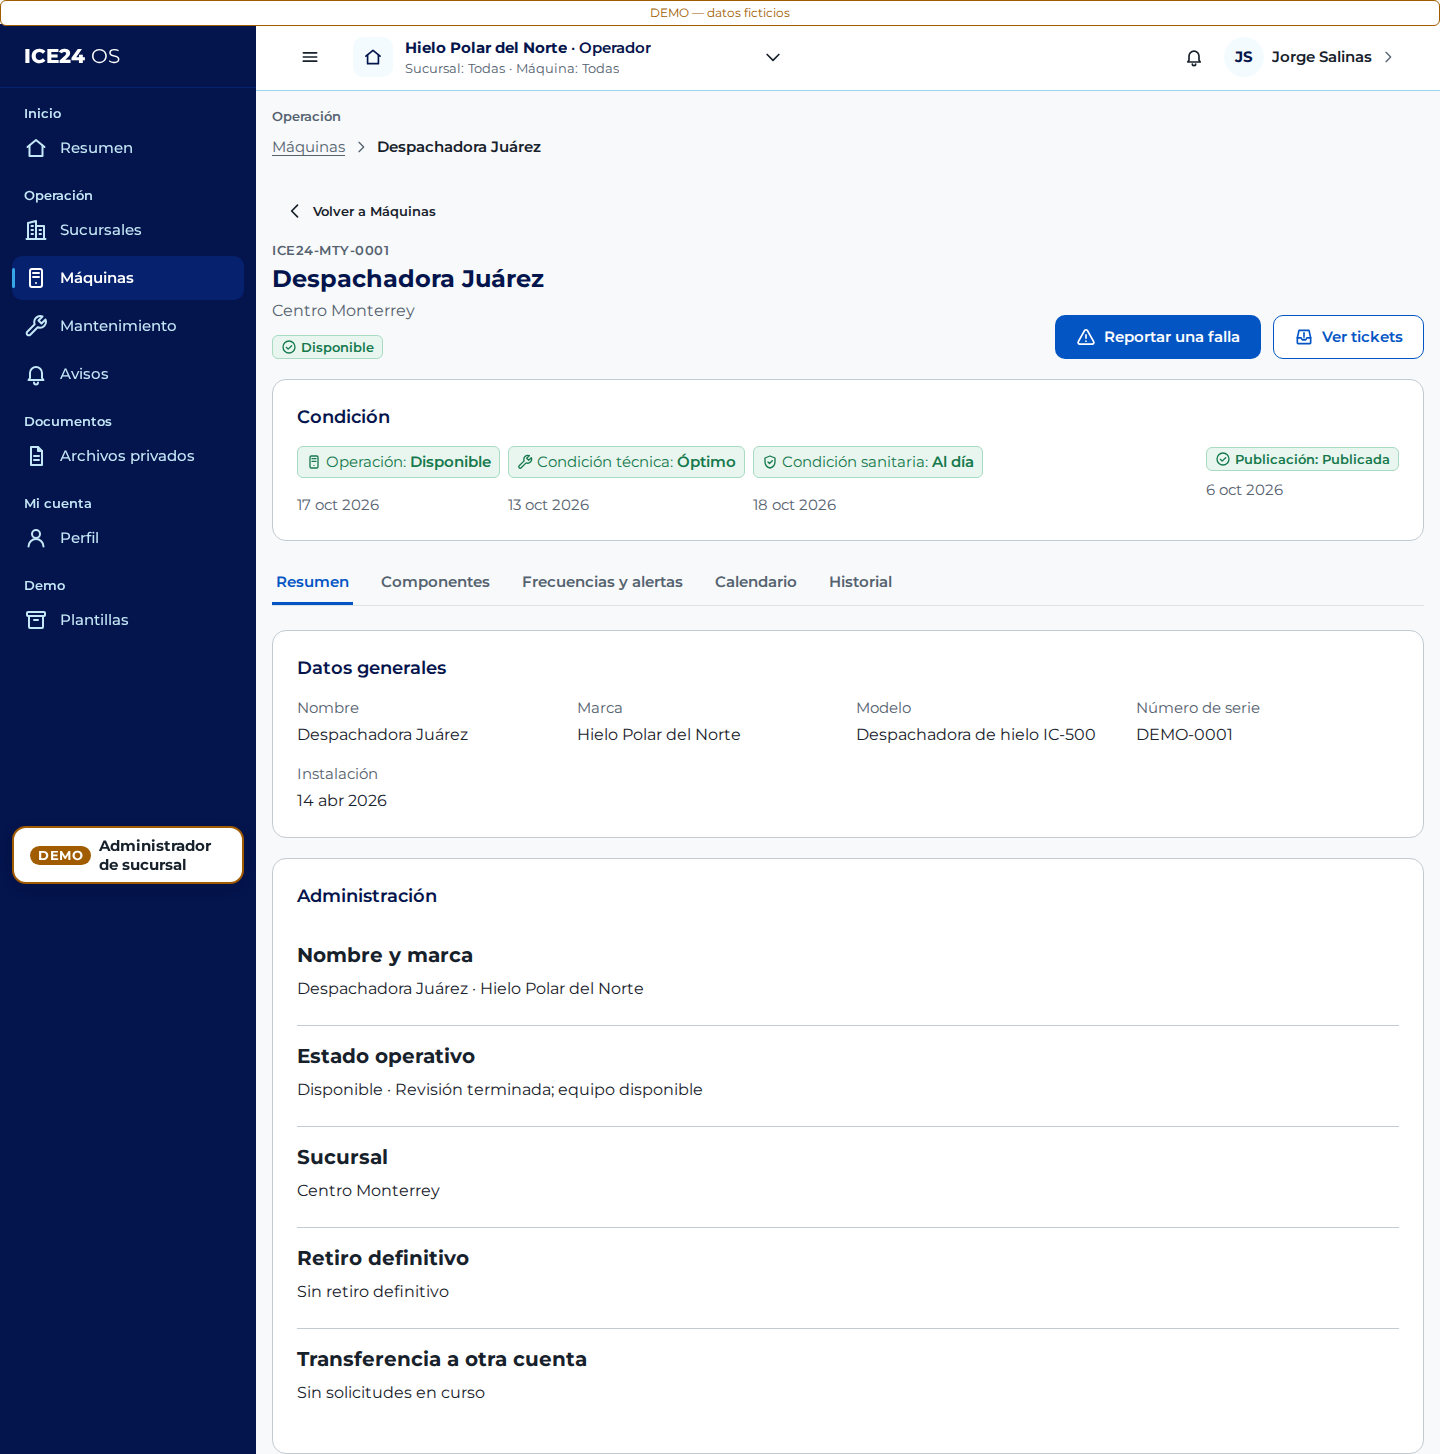 DEMO — datos ficticios
ICE24 OS
Inicio
Resumen
Operación
Sucursales
Máquinas
Mantenimiento
Avisos
Documentos
Archivos privados
Mi cuenta
Perfil
Demo
Plantillas
DEMO
Administrador
de sucursal
Hielo Polar del Norte · Operador
Sucursal: Todas · Máquina: Todas
JS
Jorge Salinas
Operación
Máquinas
Despachadora Juárez
Volver a Máquinas
ICE24-MTY-0001
Despachadora Juárez
Centro Monterrey
Disponible
Reportar una falla
Ver tickets
Condición
Operación: Disponible
17 oct 2026
Condición técnica: Óptimo
13 oct 2026
Condición sanitaria: Al día
18 oct 2026
Publicación: Publicada
6 oct 2026
Resumen
Componentes
Frecuencias y alertas
Calendario
Historial
Datos generales
Nombre
Despachadora Juárez
Marca
Hielo Polar del Norte
Modelo
Despachadora de hielo IC-500
Número de serie
DEMO-0001
Instalación
14 abr 2026
Administración
Nombre y marca
Despachadora Juárez · Hielo Polar del Norte
Estado operativo
Disponible · Revisión terminada; equipo disponible
Sucursal
Centro Monterrey
Retiro definitivo
Sin retiro definitivo
Transferencia a otra cuenta
Sin solicitudes en curso